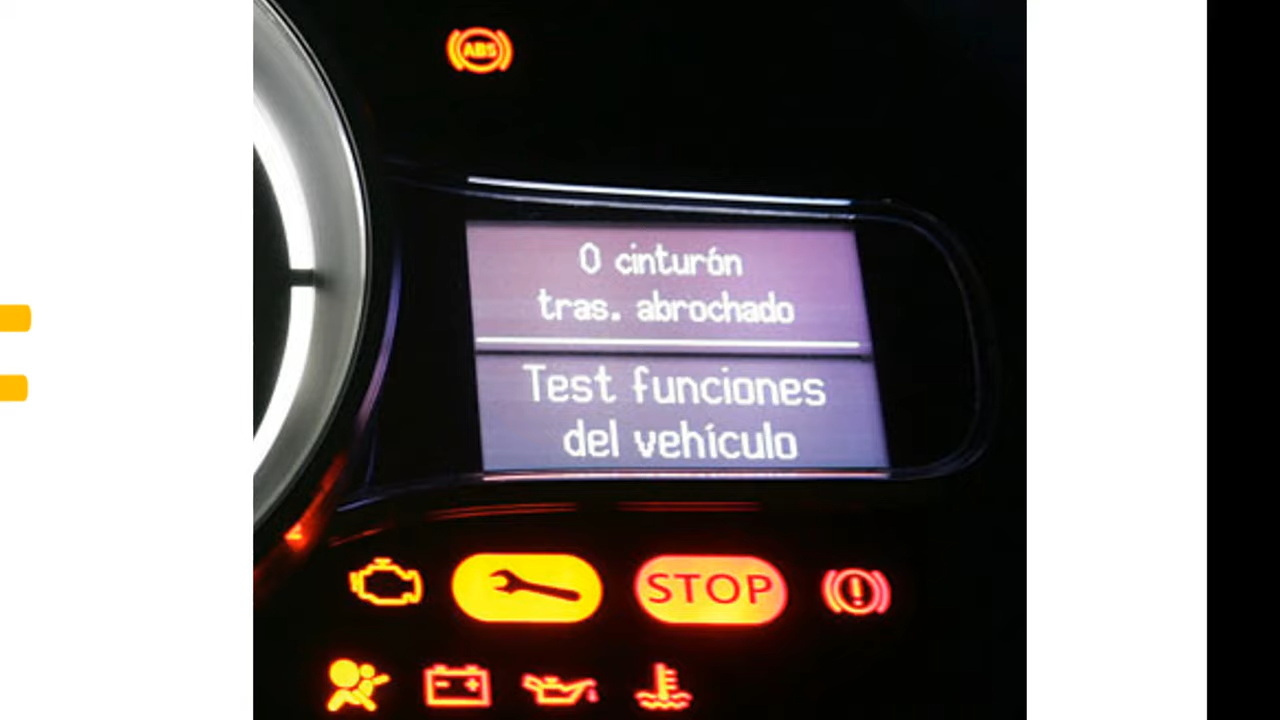 ABS
0 cinturón
tras. abrochado
Test funciones
del vehículo
STOP